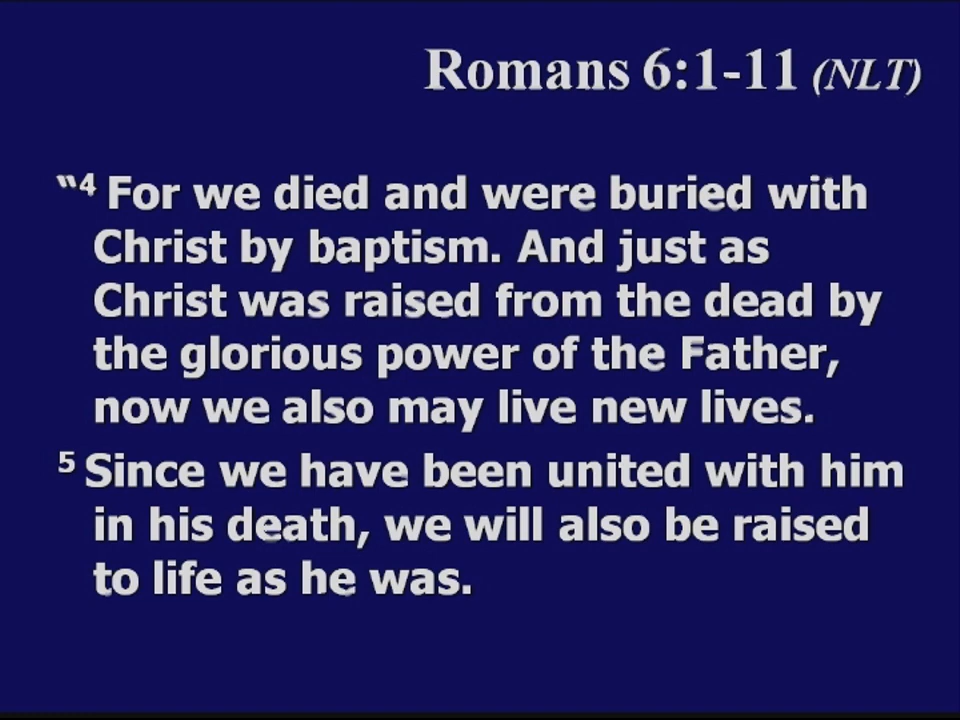 Romans 6:1-11 (NLT)
"4 For we died and were buried with
Christ by baptism. And just as
Christ was raised from the dead by
the glorious power of the Father,
now we also may live new lives.
5 Since we have been united with him
in his death, we will also be raised
to life as he was.